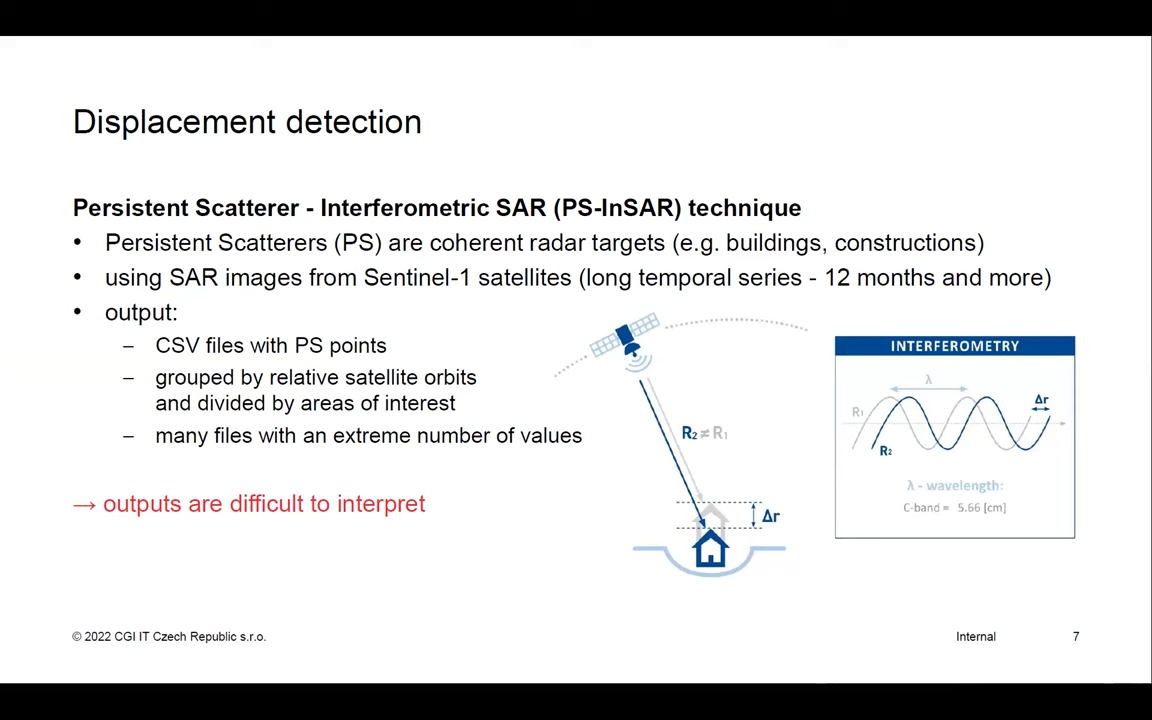 Displacement detection
Persistent Scatterer - Interferometric SAR (PS-InSAR) technique
• Persistent Scatterers (PS) are coherent radar targets (e.g. buildings, constructions)
• using SAR images from Sentinel-1 satellites (long temporal series - 12 months and more)
• output:
– CSV files with PS points
– grouped by relative satellite orbits
and divided by areas of interest
– many files with an extreme number of values
→ outputs are difficult to interpret
R₂ ≠ R₁
Δr
INTERFEROMETRY
λ
Δr
R₁
R₂
λ - wavelength:
C-band = 5.66 [cm]
© 2022 CGI IT Czech Republic s.r.o.
Internal
7